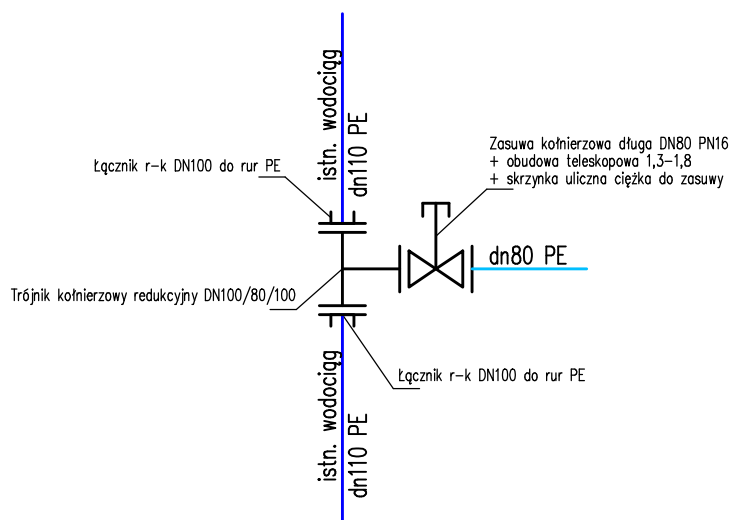 istn. wodociąg
dn110 PE
Zasuwa kołnierzowa długa DN80 PN16
+ obudowa teleskopowa 1,3-1,8
+ skrzynka uliczna ciężka do zasuwy
Łącznik r-k DN100 do rur PE
dn80 PE
Trójnik kołnierzowy redukcyjny DN100/80/100
Łącznik r-k DN100 do rur PE
istn. wodociąg
dn110 PE